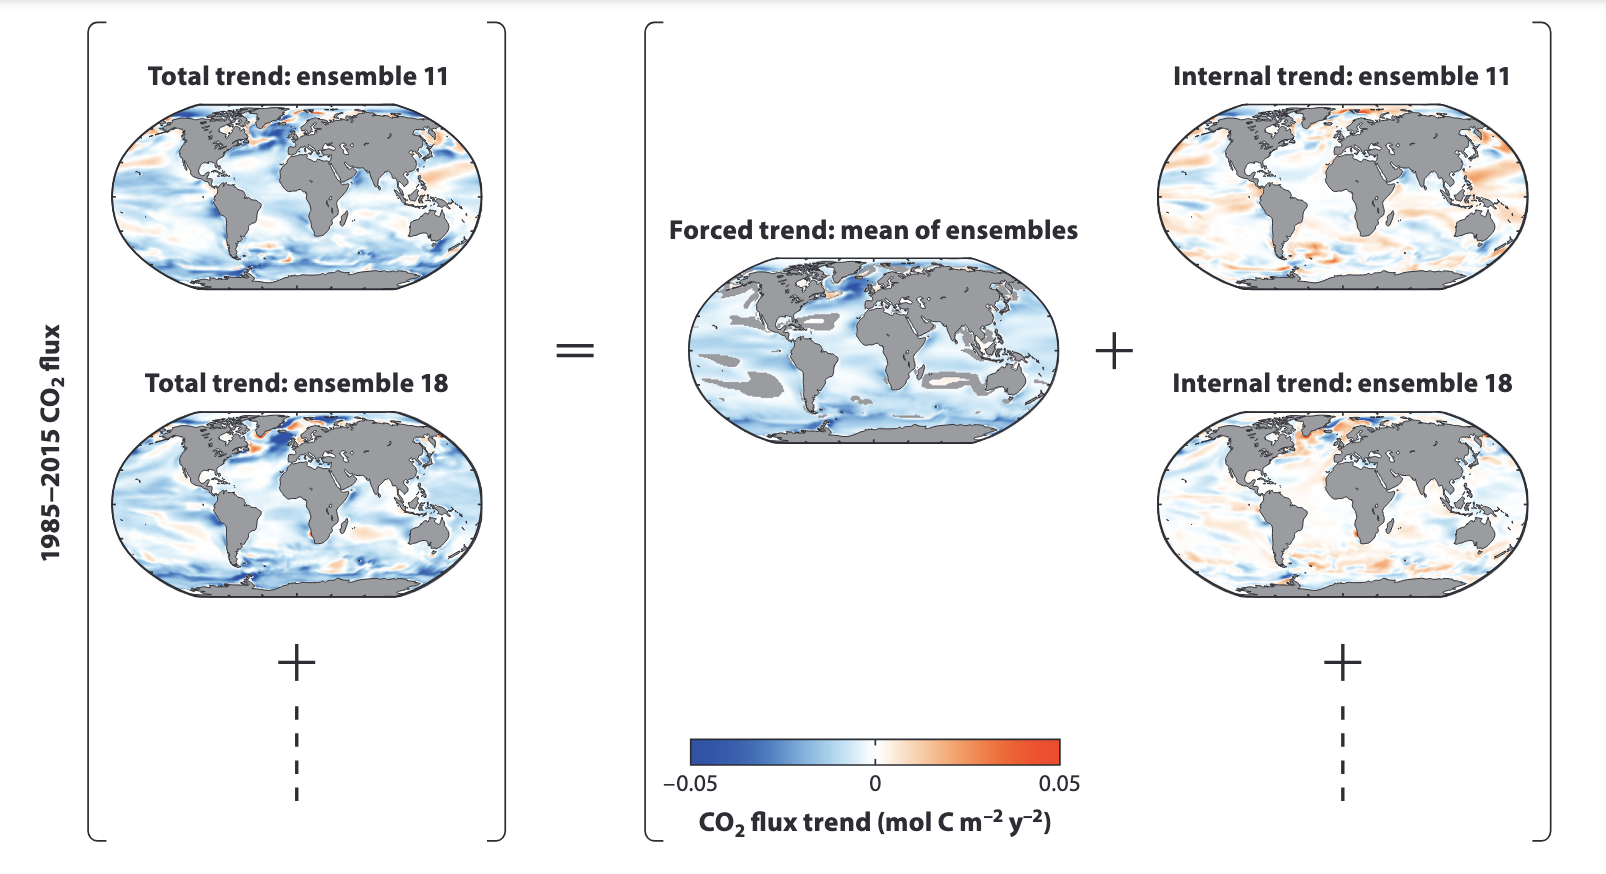 Total trend: ensemble 11
Internal trend: ensemble 11
Forced trend: mean of ensembles
1985–2015 CO₂ flux
=
+
Total trend: ensemble 18
Internal trend: ensemble 18
+
+
−0.05 0 0.05
CO₂ flux trend (mol C m⁻² y⁻²)